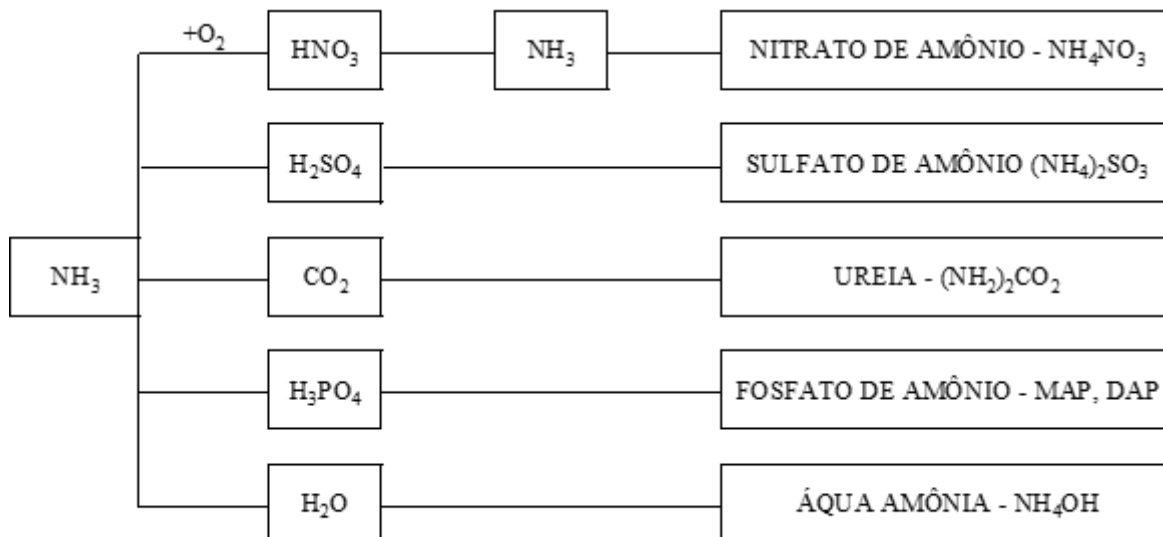 +O₂
HNO₃
NH₃
NITRATO DE AMÔNIO - NH₄NO₃
H₂SO₄
SULFATO DE AMÔNIO (NH₄)₂SO₃
NH₃
CO₂
UREIA - (NH₂)₂CO₂
H₃PO₄
FOSFATO DE AMÔNIO - MAP, DAP
H₂O
ÁQUA AMÔNIA - NH₄OH